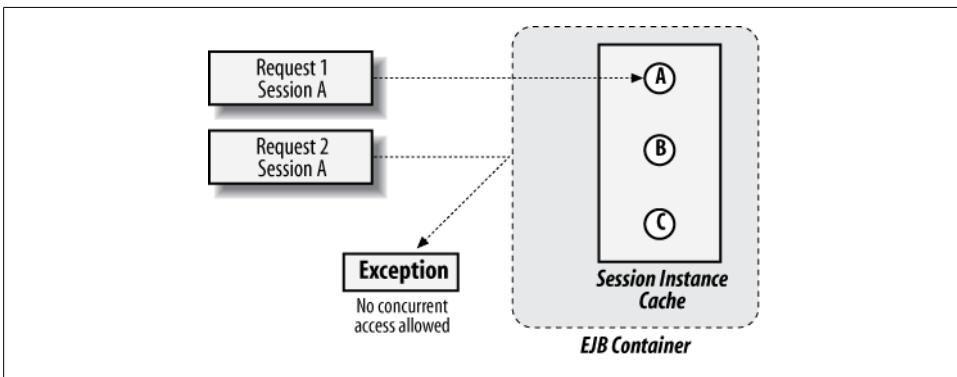 Request 1
Session A
Request 2
Session A
A
B
C
Exception
No concurrent
access allowed
Session Instance
Cache
EJB Container